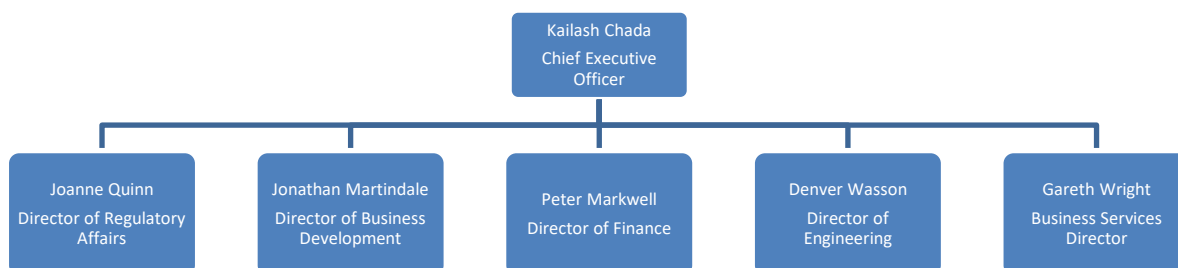 Kailash Chada
Chief Executive
Officer
Joanne Quinn
Director of Regulatory
Affairs
Jonathan Martindale
Director of Business
Development
Peter Markwell
Director of Finance
Denver Wasson
Director of
Engineering
Gareth Wright
Business Services
Director